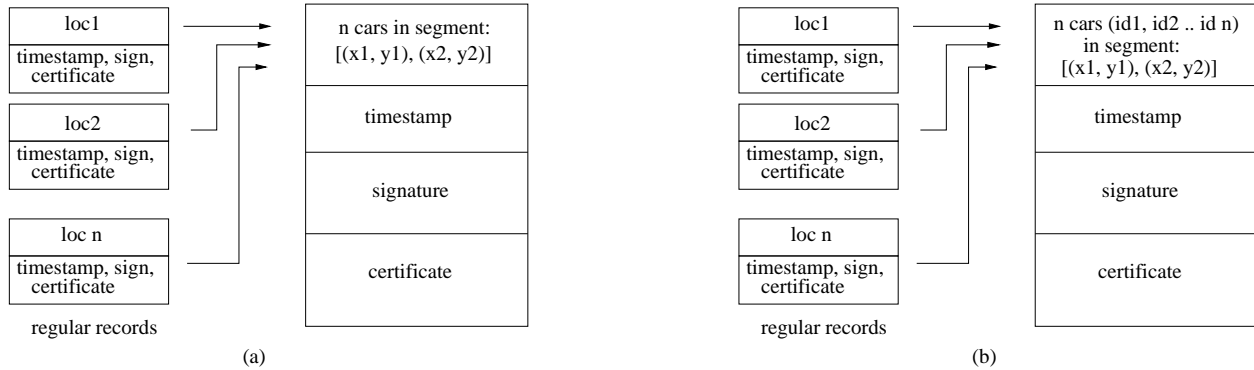 loc1
timestamp, sign,
certificate
loc2
timestamp, sign,
certificate
loc n
timestamp, sign,
certificate
regular records
n cars in segment:
[(x1, y1), (x2, y2)]
timestamp
signature
certificate
(a)
loc1
timestamp, sign,
certificate
loc2
timestamp, sign,
certificate
loc n
timestamp, sign,
certificate
regular records
n cars (id1, id2 .. id n)
in segment:
[(x1, y1), (x2, y2)]
timestamp
signature
certificate
(b)